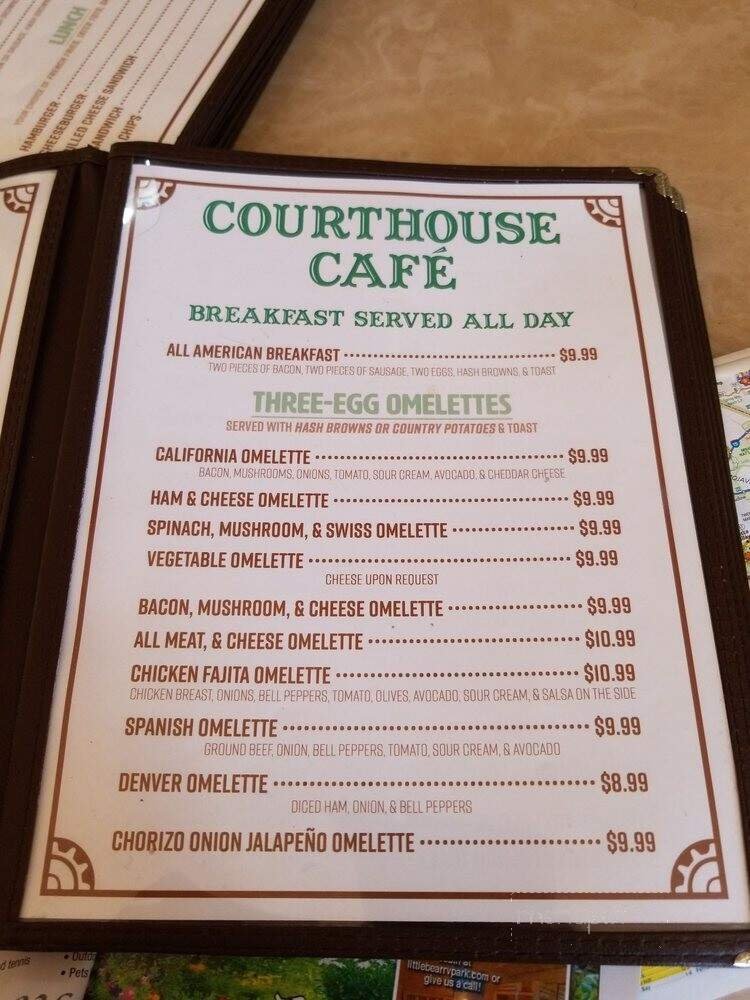 LUNCH
HAMBURGER
CHEESEBURGER
GRILLED CHEESE SANDWICH
SANDWICH
CHIPS
COURTHOUSE
CAFÉ
BREAKFAST SERVED ALL DAY
ALL AMERICAN BREAKFAST $9.99
TWO PIECES OF BACON, TWO PIECES OF SAUSAGE, TWO EGGS, HASH BROWNS, & TOAST
THREE-EGG OMELETTES
SERVED WITH HASH BROWNS OR COUNTRY POTATOES & TOAST
CALIFORNIA OMELETTE $9.99
BACON, MUSHROOMS, ONIONS, TOMATO, SOUR CREAM, AVOCADO, & CHEDDAR CHEESE
HAM & CHEESE OMELETTE $9.99
SPINACH, MUSHROOM, & SWISS OMELETTE $9.99
VEGETABLE OMELETTE $9.99
CHEESE UPON REQUEST
BACON, MUSHROOM, & CHEESE OMELETTE $9.99
ALL MEAT, & CHEESE OMELETTE $10.99
CHICKEN FAJITA OMELETTE $10.99
CHICKEN BREAST, ONIONS, BELL PEPPERS, TOMATO, OLIVES, AVOCADO, SOUR CREAM, & SALSA ON THE SIDE
SPANISH OMELETTE $9.99
GROUND BEEF, ONION, BELL PEPPERS, TOMATO, SOUR CREAM, & AVOCADO
DENVER OMELETTE $8.99
DICED HAM, ONION, & BELL PEPPERS
CHORIZO ONION JALAPEÑO OMELETTE $9.99
tennis
• Pets
littlebearrvpark.com or
give us a call!